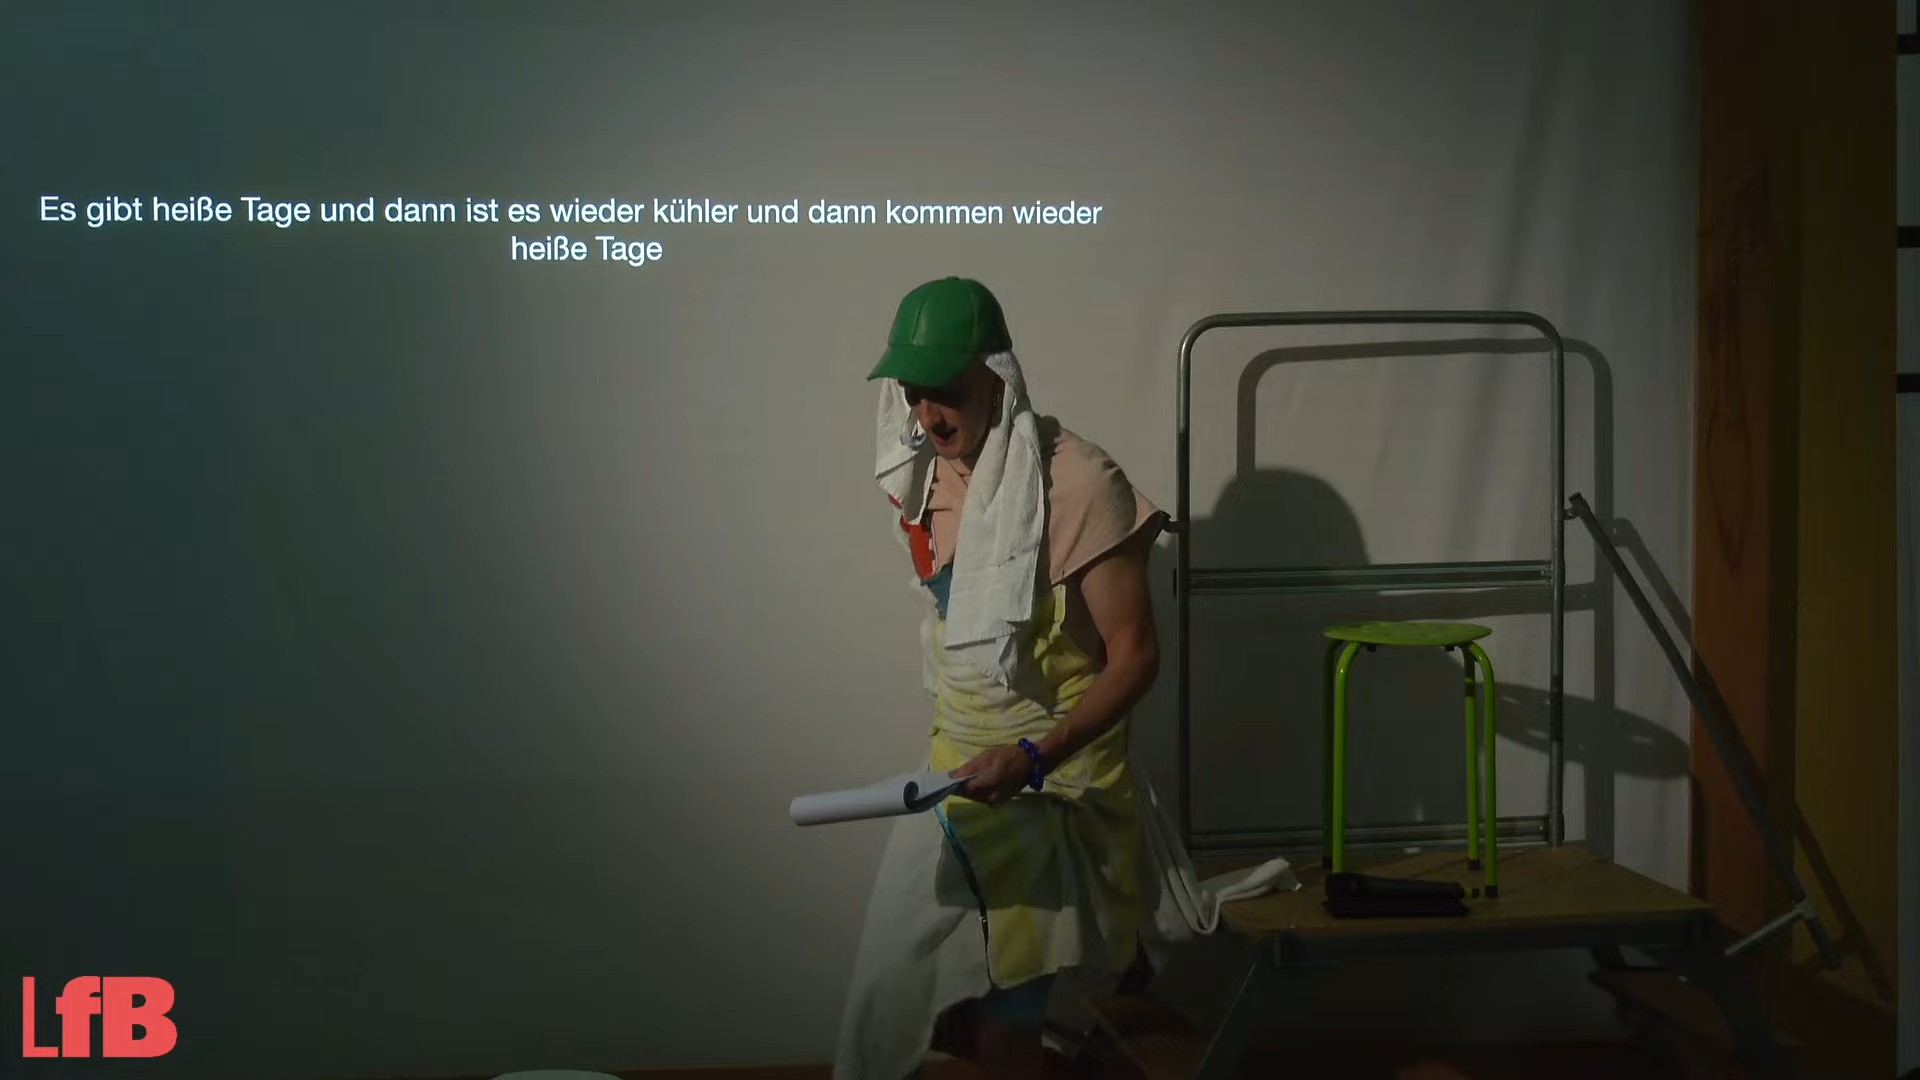 Es gibt heiße Tage und dann ist es wieder kühler und dann kommen wieder
heiße Tage
LfB